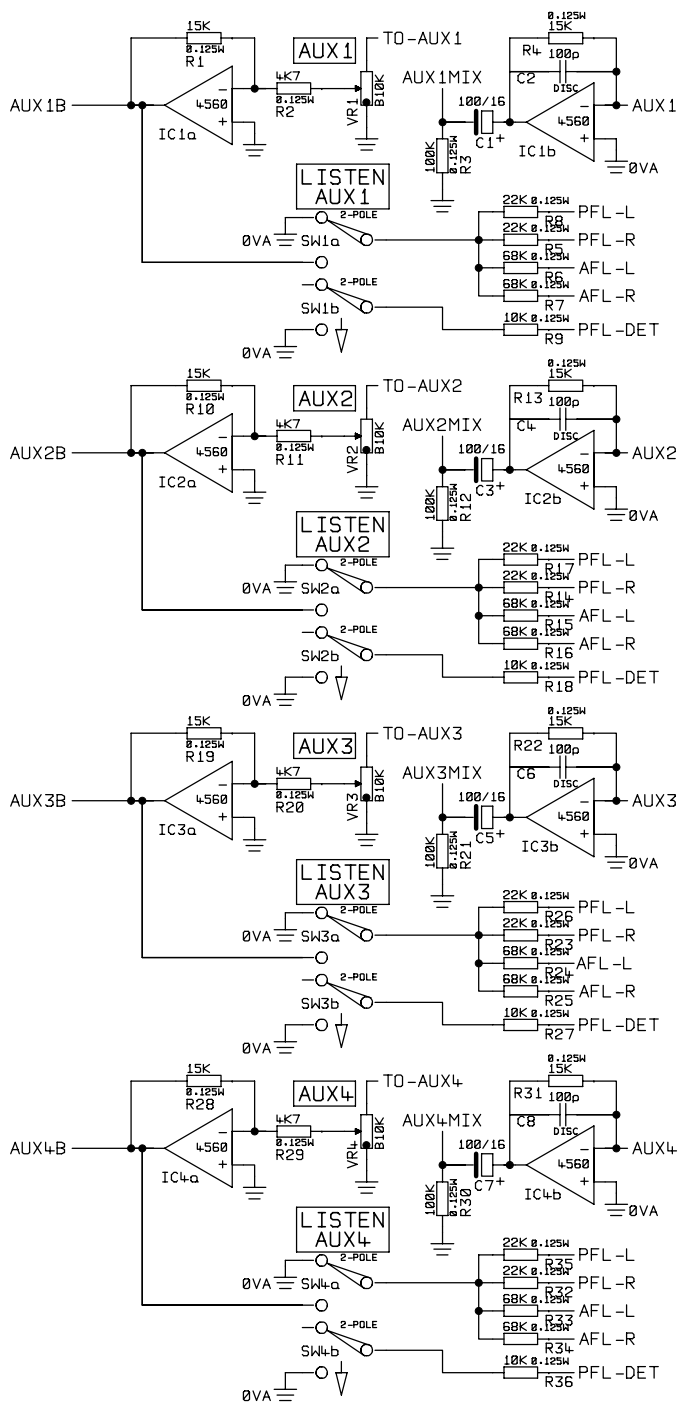 15K
0.125W
R1
AUX1
TO-AUX1
0.125W
15K
R4
100p
C2
DISC
AUX1MIX
AUX1B
4560
IC1a
4K7
0.125W
R2
VR1
B10K
100/16
C1
100K
0.125W
R3
4560
IC1b
AUX1
0VA
LISTEN
AUX1
2-POLE
0VA
SW1a
2-POLE
SW1b
0VA
22K 0.125W
R8
PFL-L
22K 0.125W
R5
PFL-R
68K 0.125W
R6
AFL-L
68K 0.125W
R7
AFL-R
10K 0.125W
R9
PFL-DET
15K
0.125W
R10
AUX2
TO-AUX2
0.125W
15K
R13
100p
C4
DISC
AUX2MIX
AUX2B
4560
IC2a
4K7
0.125W
R11
VR2
B10K
100/16
C3
100K
0.125W
R12
4560
IC2b
AUX2
0VA
LISTEN
AUX2
2-POLE
0VA
SW2a
2-POLE
SW2b
0VA
22K 0.125W
R17
PFL-L
22K 0.125W
R14
PFL-R
68K 0.125W
R15
AFL-L
68K 0.125W
R16
AFL-R
10K 0.125W
R18
PFL-DET
15K
0.125W
R19
AUX3
TO-AUX3
0.125W
15K
R22
100p
C6
DISC
AUX3MIX
AUX3B
4560
IC3a
4K7
0.125W
R20
VR3
B10K
100/16
C5
100K
0.125W
R21
4560
IC3b
AUX3
0VA
LISTEN
AUX3
2-POLE
0VA
SW3a
2-POLE
SW3b
0VA
22K 0.125W
R26
PFL-L
22K 0.125W
R23
PFL-R
68K 0.125W
R24
AFL-L
68K 0.125W
R25
AFL-R
10K 0.125W
R27
PFL-DET
15K
0.125W
R28
AUX4
TO-AUX4
0.125W
15K
R31
100p
C8
DISC
AUX4MIX
AUX4B
4560
IC4a
4K7
0.125W
R29
VR4
B10K
100/16
C7
100K
0.125W
R30
4560
IC4b
AUX4
0VA
LISTEN
AUX4
2-POLE
0VA
SW4a
2-POLE
SW4b
0VA
22K 0.125W
R35
PFL-L
22K 0.125W
R32
PFL-R
68K 0.125W
R33
AFL-L
68K 0.125W
R34
AFL-R
10K 0.125W
R36
PFL-DET